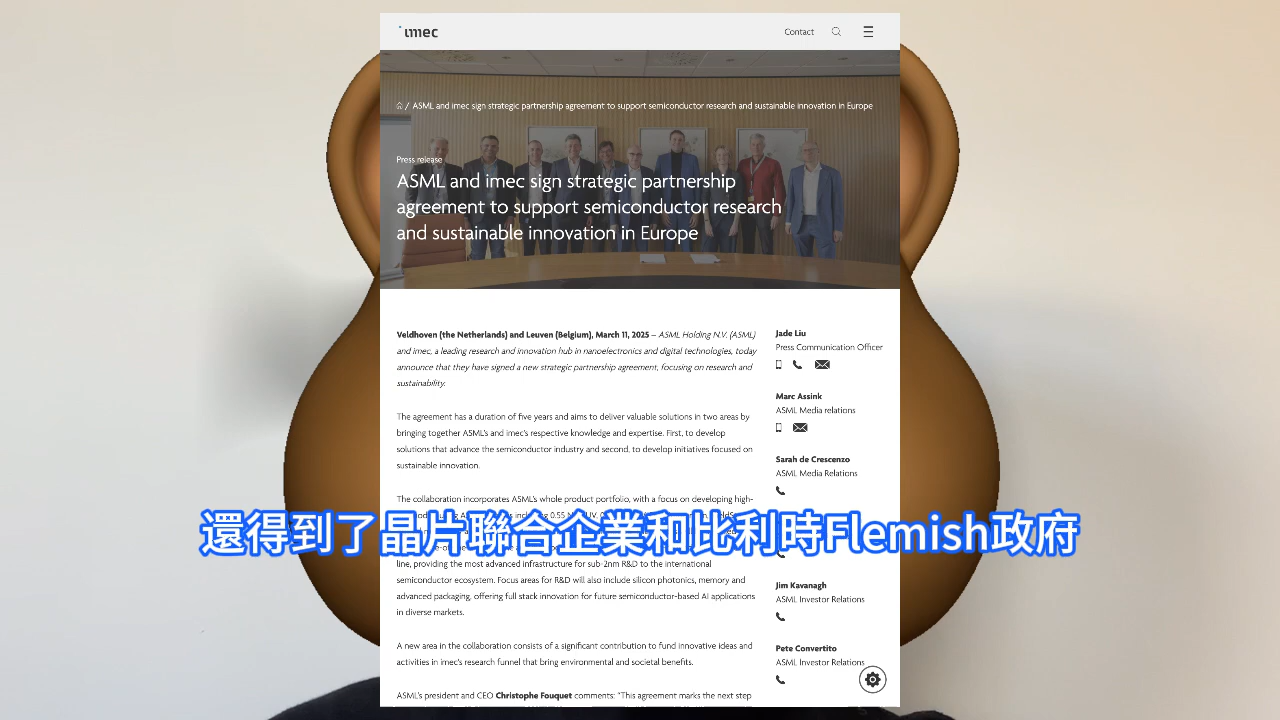 imec
Contact
/ ASML and imec sign strategic partnership agreement to support semiconductor research and sustainable innovation in Europe
Press release
ASML and imec sign strategic partnership
agreement to support semiconductor research
and sustainable innovation in Europe
Veldhoven (the Netherlands) and Leuven (Belgium), March 11, 2025 – ASML Holding N.V. (ASML)
and imec, a leading research and innovation hub in nanoelectronics and digital technologies, today
announce that they have signed a new strategic partnership agreement, focusing on research and
sustainability.
The agreement has a duration of five years and aims to deliver valuable solutions in two areas by
bringing together ASML's and imec's respective knowledge and expertise. First, to develop
solutions that advance the semiconductor industry and second, to develop initiatives focused on
sustainable innovation.
The collaboration incorporates ASML's whole product portfolio, with a focus on developing high-
還得到了晶片聯合企業和比利時Flemish政府
line, providing the most advanced infrastructure for sub-2nm R&D to the international
semiconductor ecosystem. Focus areas for R&D will also include silicon photonics, memory and
advanced packaging, offering full stack innovation for future semiconductor-based AI applications
in diverse markets.
A new area in the collaboration consists of a significant contribution to fund innovative ideas and
activities in imec's research funnel that bring environmental and societal benefits.
ASML's president and CEO Christophe Fouquet comments: “This agreement marks the next step
Jade Liu
Press Communication Officer
Marc Assink
ASML Media relations
Sarah de Crescenzo
ASML Media Relations
Jim Kavanagh
ASML Investor Relations
Pete Convertito
ASML Investor Relations